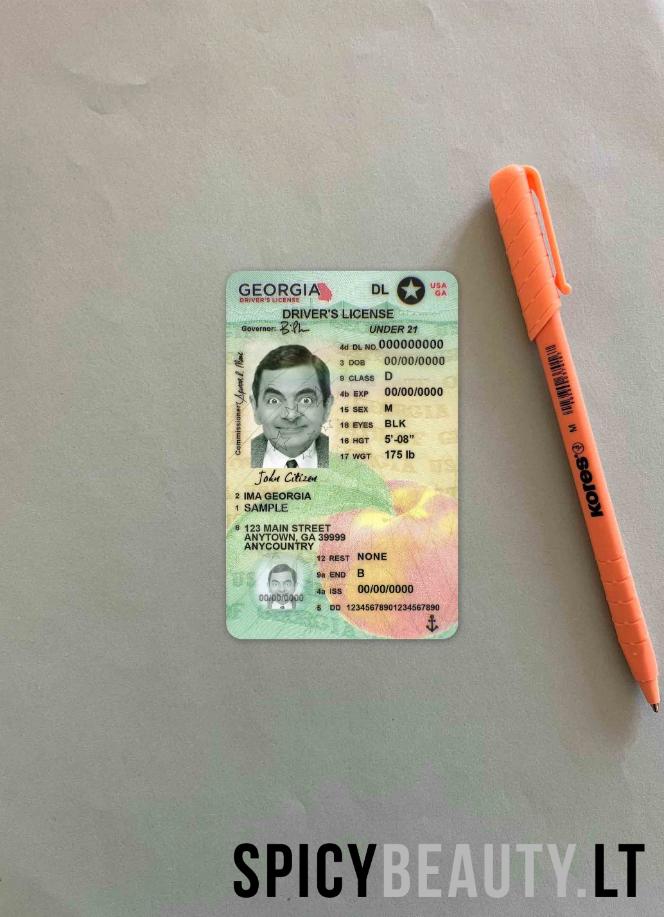 GEORGIA
DRIVER'S LICENSE
DL
USA
GA
DRIVER'S LICENSE
Governor:
UNDER 21
4d DL NO. 000000000
3 DOB 00/00/0000
9 CLASS D
4b EXP 00/00/0000
15 SEX M
18 EYES BLK
16 HGT 5'-08"
17 WGT 175 lb
Commissioner:
John Citizen
2 IMA GEORGIA
1 SAMPLE
8 123 MAIN STREET
ANYTOWN, GA 39999
ANYCOUNTRY
12 REST NONE
9a END B
4a ISS 00/00/0000
5 DD 12345678901234567890
00/00/0000
M
Kores
SPICYBEAUTY.LT